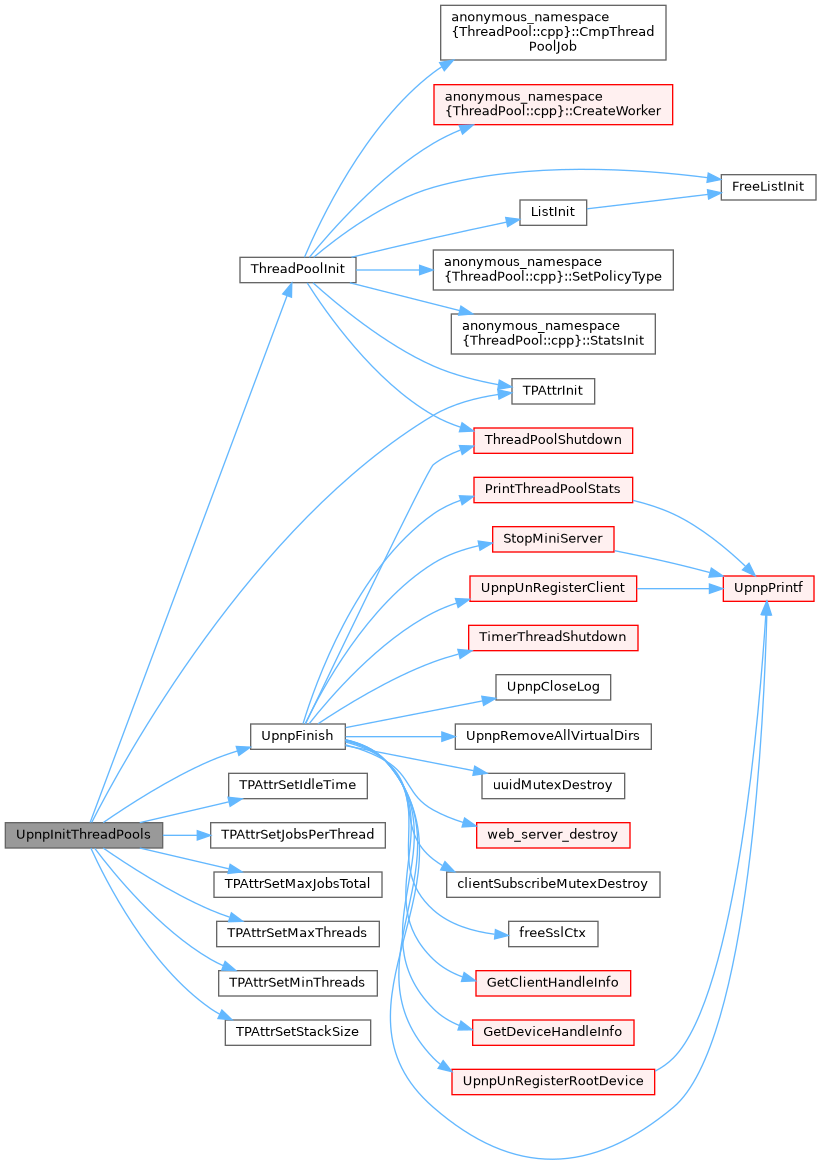 anonymous_namespace
{ThreadPool::cpp}::CmpThread
PoolJob
anonymous_namespace
{ThreadPool::cpp}::CreateWorker
FreeListInit
ListInit
ThreadPoolInit
anonymous_namespace
{ThreadPool::cpp}::SetPolicyType
anonymous_namespace
{ThreadPool::cpp}::StatsInit
TPAttrInit
ThreadPoolShutdown
PrintThreadPoolStats
StopMiniServer
UpnpUnRegisterClient
UpnpPrintf
TimerThreadShutdown
UpnpCloseLog
UpnpFinish
UpnpRemoveAllVirtualDirs
TPAttrSetIdleTime
uuidMutexDestroy
UpnpInitThreadPools
TPAttrSetJobsPerThread
web_server_destroy
TPAttrSetMaxJobsTotal
clientSubscribeMutexDestroy
TPAttrSetMaxThreads
freeSslCtx
TPAttrSetMinThreads
GetClientHandleInfo
TPAttrSetStackSize
GetDeviceHandleInfo
UpnpUnRegisterRootDevice